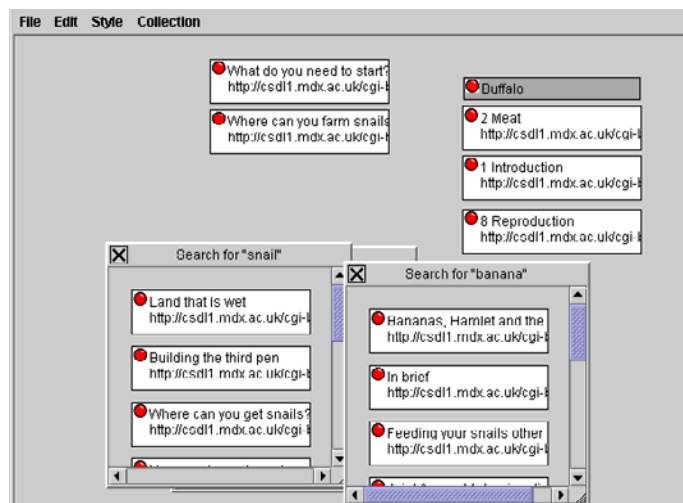 File Edit Style Collection
What do you need to start?
http://csdl1.mdx.ac.uk/cgi-b
Where can you farm snails
http://csdl1.mdx.ac.uk/cgi-b
Duffalo
2 Meat
http://csdl1.mdx.ac.uk/cgi-b
1 Introduction
http://csdl1.mdx.ac.uk/cgi-b
8 Reproduction
http://csdl1.mdx.ac.uk/cgi-b
Search for "snail"
Land that is wet
http://csdl1.mdx.ac.uk/cgi-b
Building the third pen
http://csdl1.mdx.ac.uk/cgi-b
Where can you get snails?
http://csdl1.mdx.ac.uk/cgi-b
Search for "banana"
Bananas, Hamlet and the
http://csdl1.mdx.ac.uk/cgi-b
In brief
http://csdl1.mdx.ac.uk/cgi-b
Feeding your snails other
http://csdl1.mdx.ac.uk/cgi-b